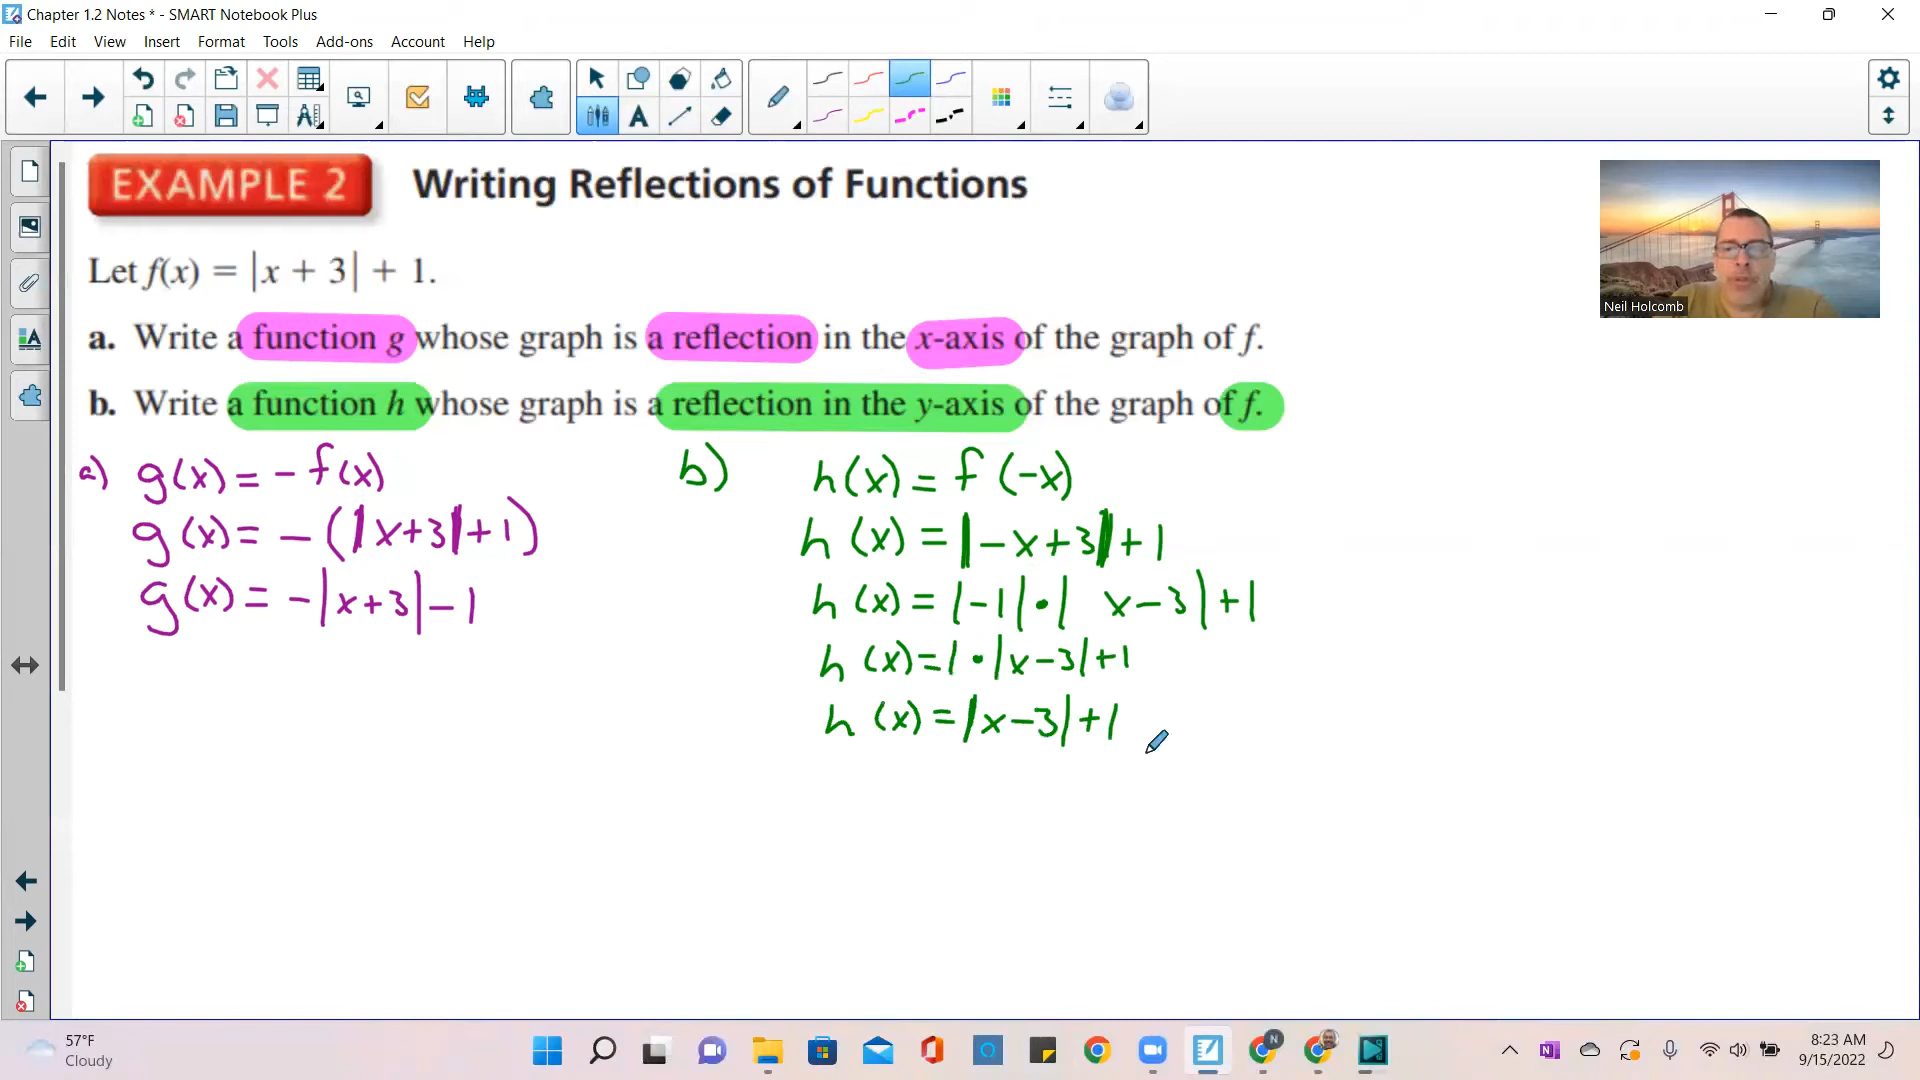 Chapter 1.2 Notes * - SMART Notebook Plus
File Edit View Insert Format Tools Add-ons Account Help
EXAMPLE 2 Writing Reflections of Functions
Let f(x) = |x + 3| + 1.
Neil Holcomb
a. Write a function g whose graph is a reflection in the x-axis of the graph of f.
b. Write a function h whose graph is a reflection in the y-axis of the graph of f.
a) g(x) = - f(x)
g(x) = - (|x+3|+1)
g(x) = -|x+3|-1
b) h(x) = f(-x)
h(x) = |-x+3|+1
h(x) = |-1|•| x-3|+1
h(x) = 1•|x-3|+1
h(x) = |x-3|+1
57°F
Cloudy
8:23 AM
9/15/2022